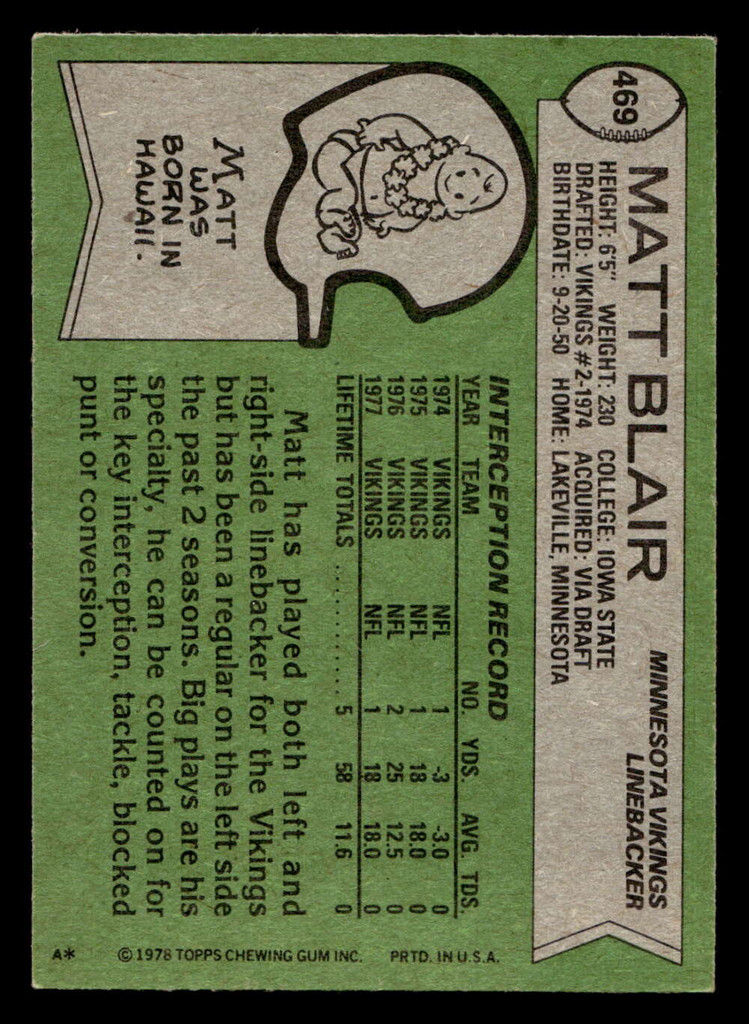 469
MATT BLAIR
MINNESOTA VIKINGS
LINEBACKER
HEIGHT: 6'5" WEIGHT: 230 COLLEGE: IOWA STATE
DRAFTED: VIKINGS #2-1974 ACQUIRED: VIA DRAFT
BIRTHDATE: 9-20-50 HOME: LAKEVILLE, MINNESOTA
MATT
WAS
BORN IN
HAWAII.
INTERCEPTION RECORD
YEAR TEAM NO. YDS. AVG. TDS.
1974 VIKINGS NFL 1 -3 -3.0 0
1975 VIKINGS NFL 1 18 18.0 0
1976 VIKINGS NFL 2 25 12.5 0
1977 VIKINGS NFL 1 18 18.0 0
LIFETIME TOTALS ........... 5 58 11.6 0
Matt has played both left and
right-side linebacker for the Vikings
but has been a regular on the left side
the past 2 seasons. Big plays are his
specialty, he can be counted on for
the key interception, tackle, blocked
punt or conversion.
A* © 1978 TOPPS CHEWING GUM INC. PRTD. IN U.S.A.